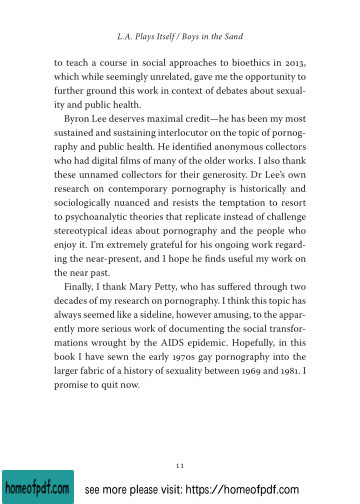 L.A. Plays Itself / Boys in the Sand
to teach a course in social approaches to bioethics in 2013,
which while seemingly unrelated, gave me the opportunity to
further ground this work in context of debates about sexual-
ity and public health.
Byron Lee deserves maximal credit—he has been my most
sustained and sustaining interlocutor on the topic of pornog-
raphy and public health. He identified anonymous collectors
who had digital films of many of the older works. I also thank
these unnamed collectors for their generosity. Dr Lee's own
research on contemporary pornography is historically and
sociologically nuanced and resists the temptation to resort
to psychoanalytic theories that replicate instead of challenge
stereotypical ideas about pornography and the people who
enjoy it. I'm extremely grateful for his ongoing work regard-
ing the near-present, and I hope he finds useful my work on
the near past.
Finally, I thank Mary Petty, who has suffered through two
decades of my research on pornography. I think this topic has
always seemed like a sideline, however amusing, to the appar-
ently more serious work of documenting the social transfor-
mations wrought by the AIDS epidemic. Hopefully, in this
book I have sewn the early 1970s gay pornography into the
larger fabric of a history of sexuality between 1969 and 1981. I
promise to quit now.
11
homeofpdf.com
see more please visit: https://homeofpdf.com